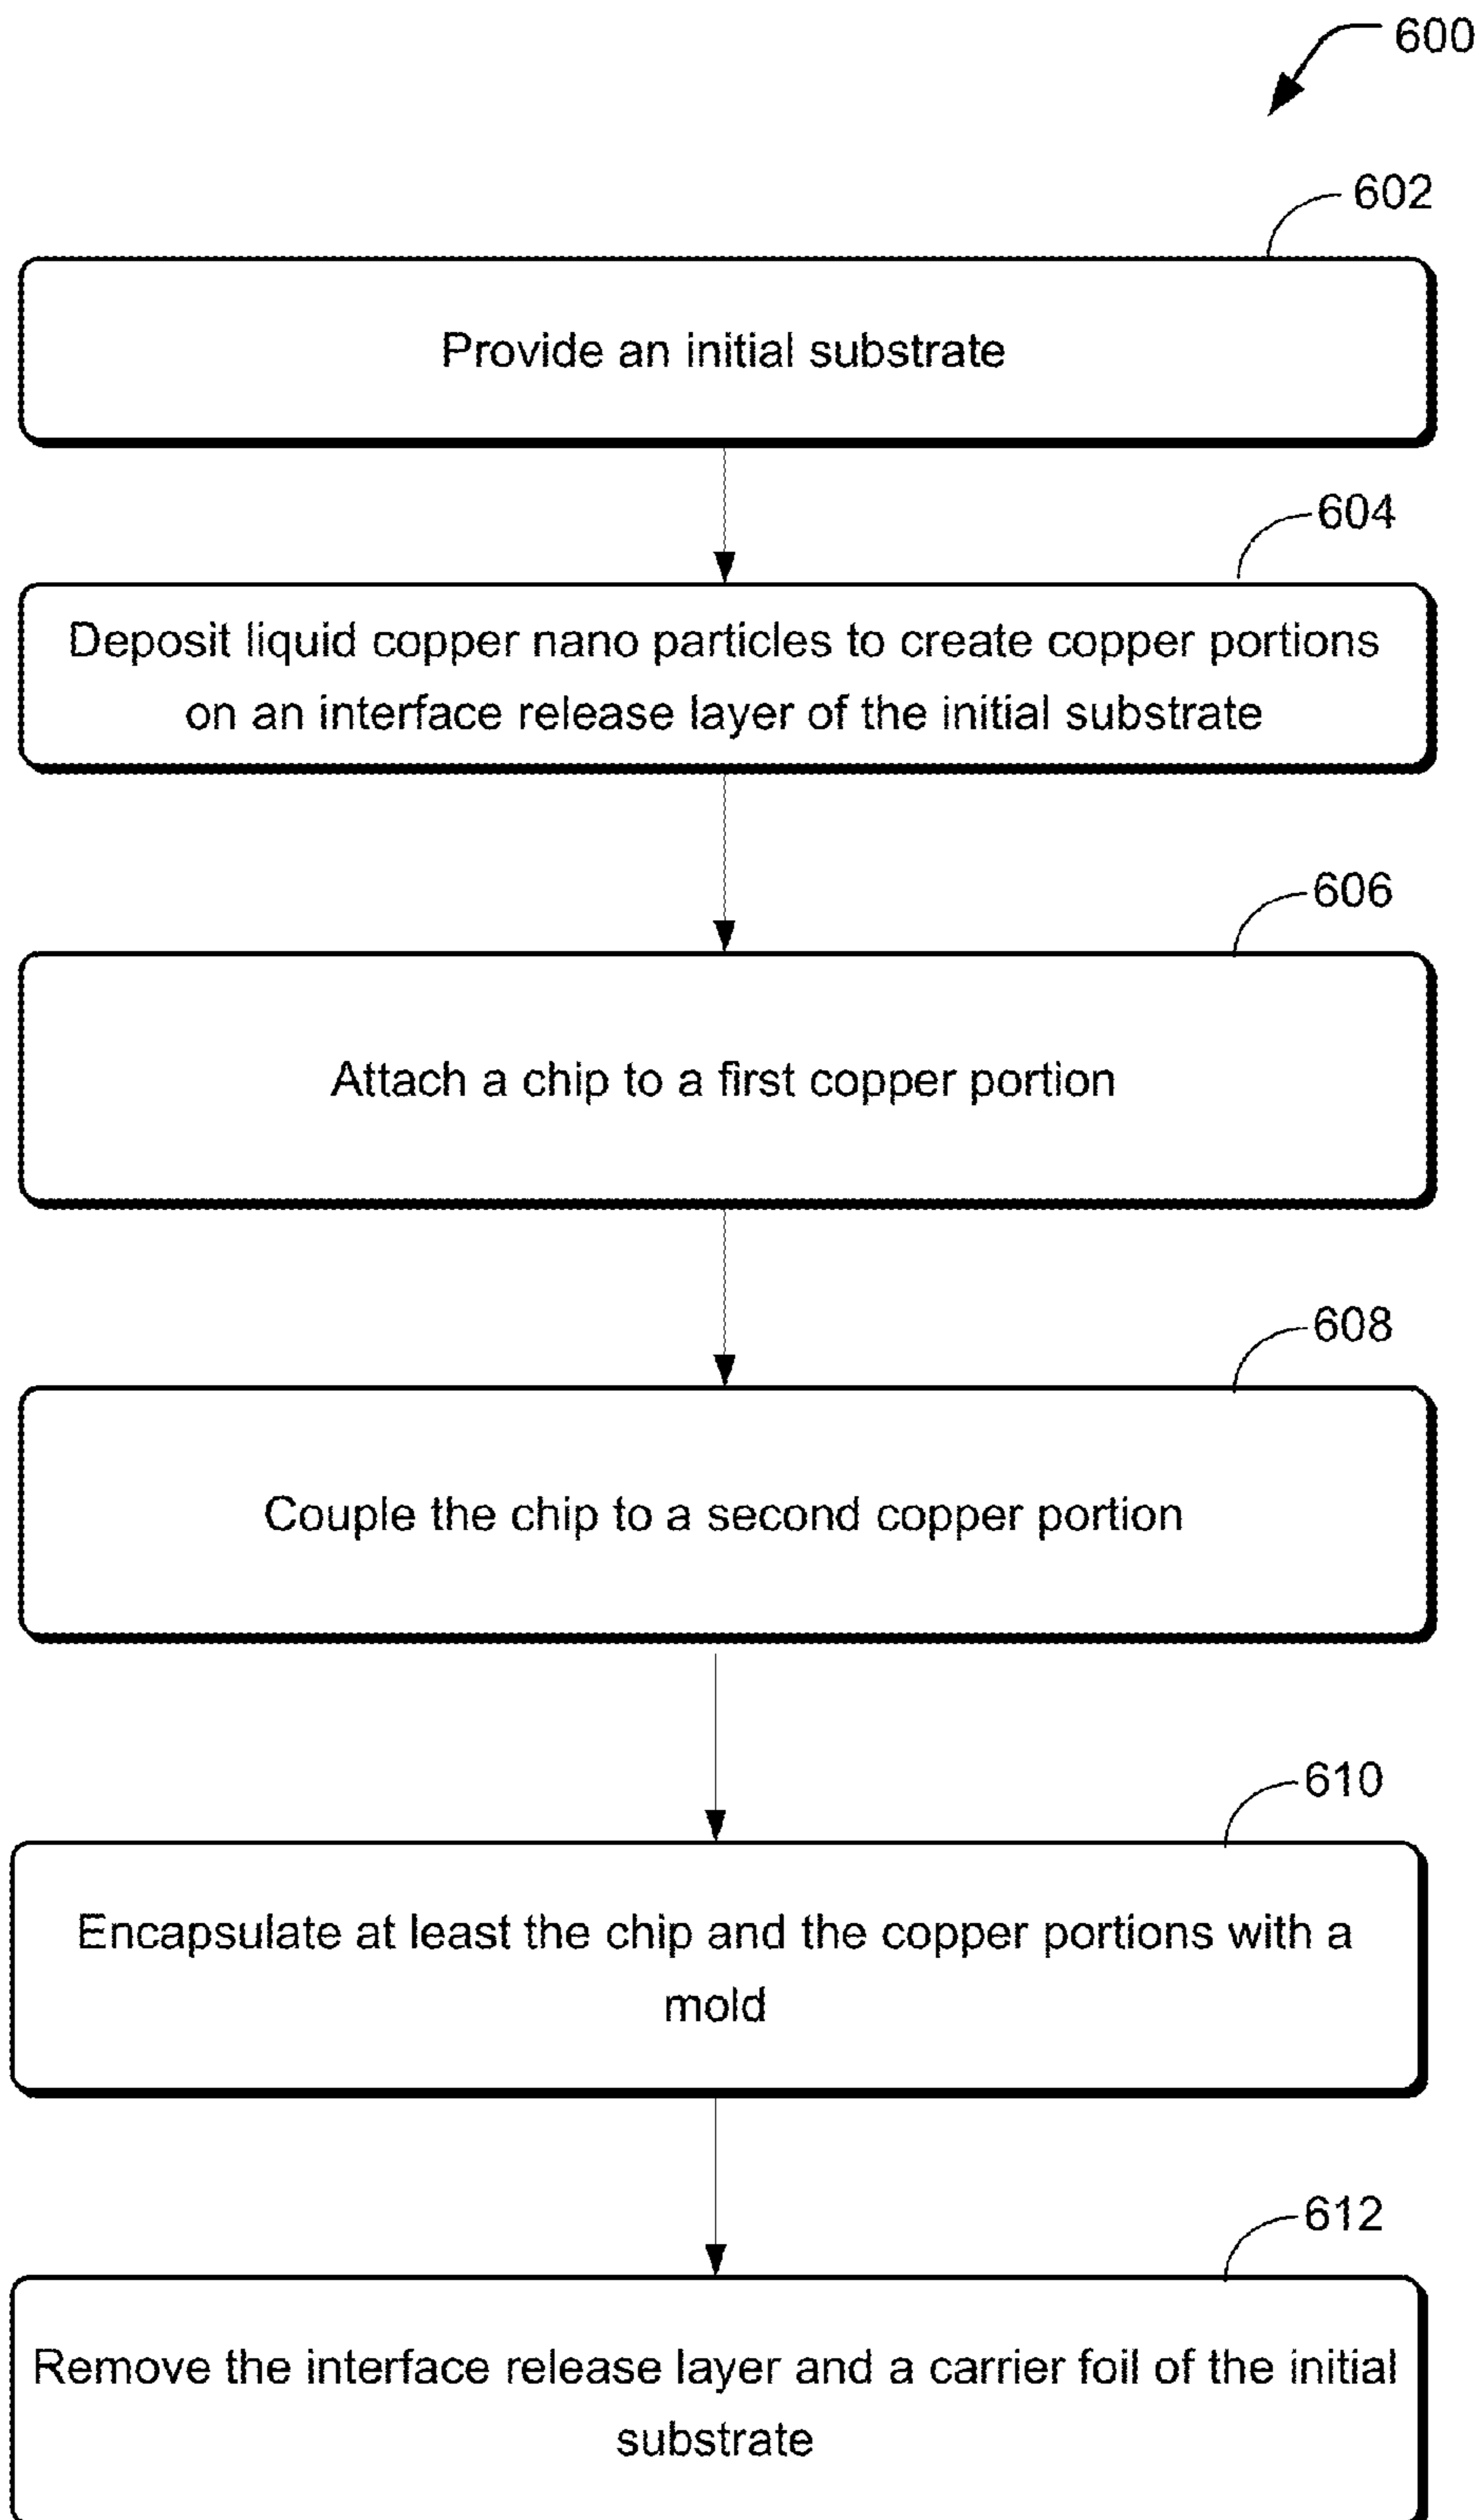 600
602
Provide an initial substrate
604
Deposit liquid copper nano particles to create copper portions
on an interface release layer of the initial substrate
606
Attach a chip to a first copper portion
608
Couple the chip to a second copper portion
610
Encapsulate at least the chip and the copper portions with a
mold
612
Remove the interface release layer and a carrier foil of the initial
substrate